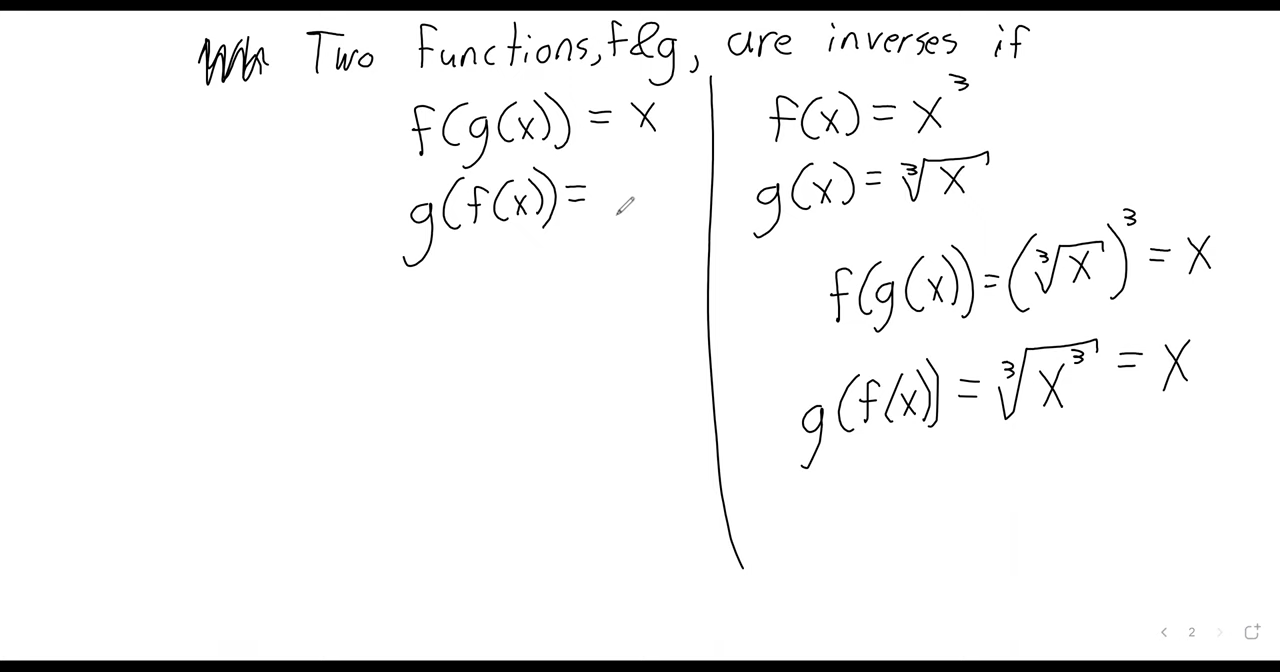 Two Functions, f&g, are inverses if
f(g(x)) = x
g(f(x)) =
f(x) = x³
g(x) = ∛x
f(g(x)) = (∛x)³ = x
g(f(x)) = ∛x³ = x
2